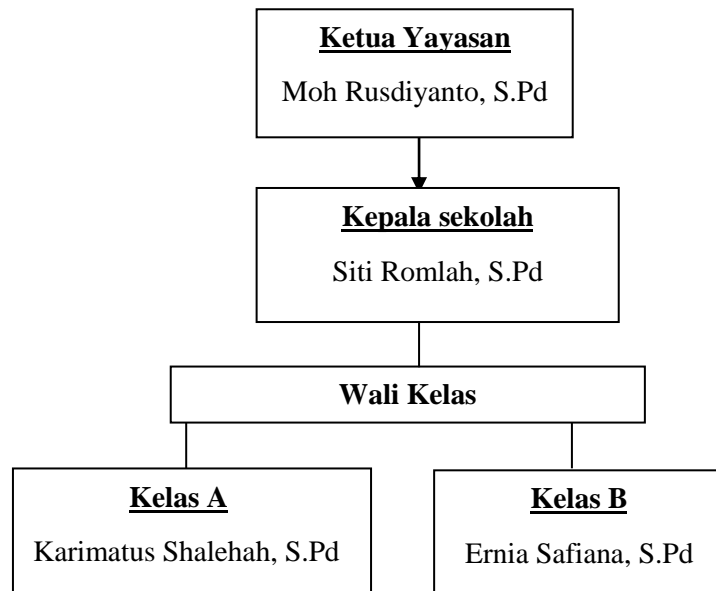 Ketua Yayasan
Moh Rusdiyanto, S.Pd
Kepala sekolah
Siti Romlah, S.Pd
Wali Kelas
Kelas A
Karimatus Shalehah, S.Pd
Kelas B
Ernia Safiana, S.Pd